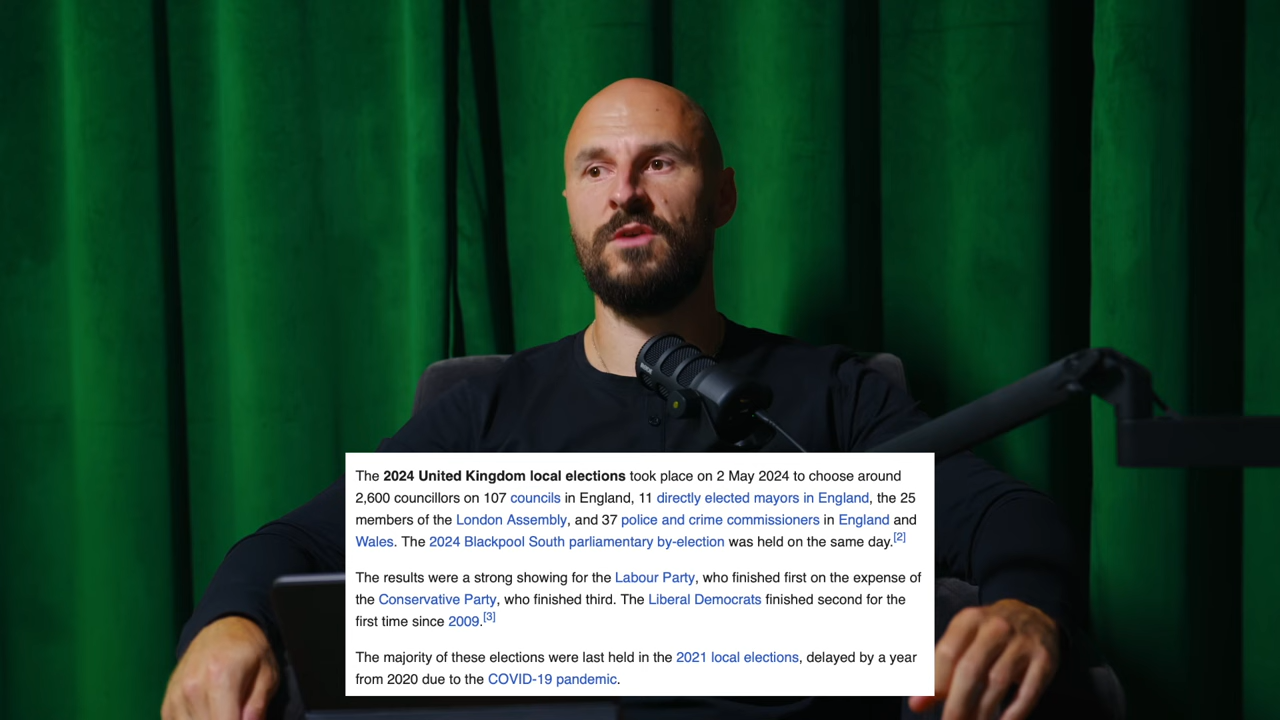 The 2024 United Kingdom local elections took place on 2 May 2024 to choose around
2,600 councillors on 107 councils in England, 11 directly elected mayors in England, the 25
members of the London Assembly, and 37 police and crime commissioners in England and
Wales. The 2024 Blackpool South parliamentary by-election was held on the same day.[2]
The results were a strong showing for the Labour Party, who finished first on the expense of
the Conservative Party, who finished third. The Liberal Democrats finished second for the
first time since 2009.[3]
The majority of these elections were last held in the 2021 local elections, delayed by a year
from 2020 due to the COVID-19 pandemic.